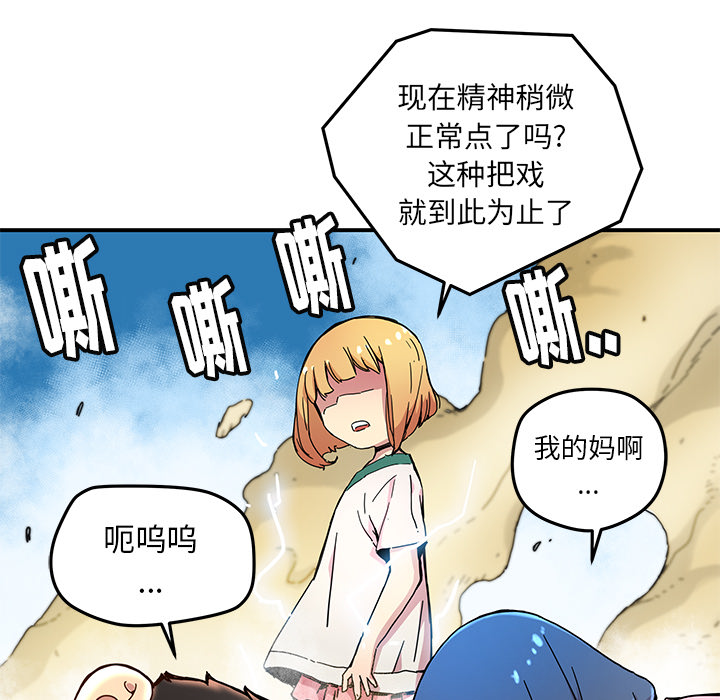 现在精神稍微
正常点了吗?
这种把戏
就到此为止了
嘶
嘶
嘶
嘶..
我的妈啊
...
呃呜呜
...